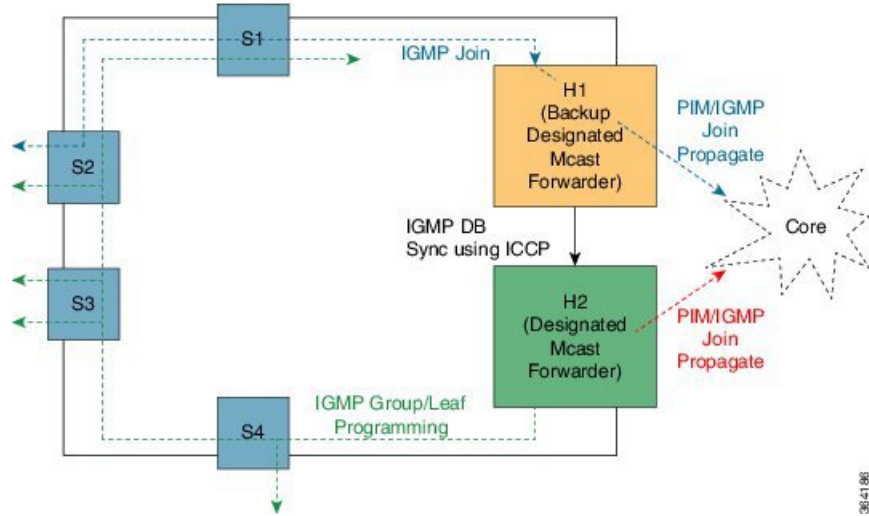 S1
IGMP Join
H1
(Backup
Designated
Mcast
Forwarder)
PIM/IGMP
Join
Propagate
S2
Core
IGMP DB
Sync using ICCP
S3
H2
(Designated
Mcast
Forwarder)
PIM/IGMP
Join
Propagate
IGMP Group/Leaf
Programming
S4
364186